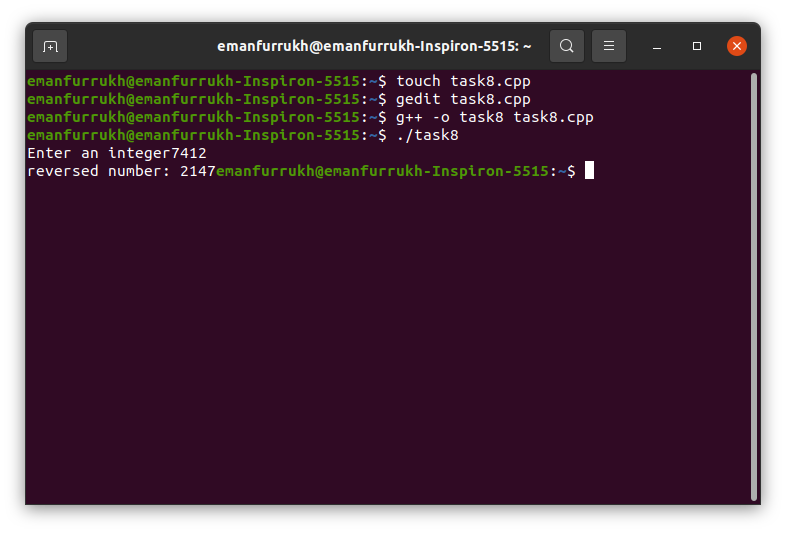 emanfurrukh@emanfurrukh-Inspiron-5515: ~
emanfurrukh@emanfurrukh-Inspiron-5515:~$ touch task8.cpp
emanfurrukh@emanfurrukh-Inspiron-5515:~$ gedit task8.cpp
emanfurrukh@emanfurrukh-Inspiron-5515:~$ g++ -o task8 task8.cpp
emanfurrukh@emanfurrukh-Inspiron-5515:~$ ./task8
Enter an integer7412
reversed number: 2147emanfurrukh@emanfurrukh-Inspiron-5515:~$